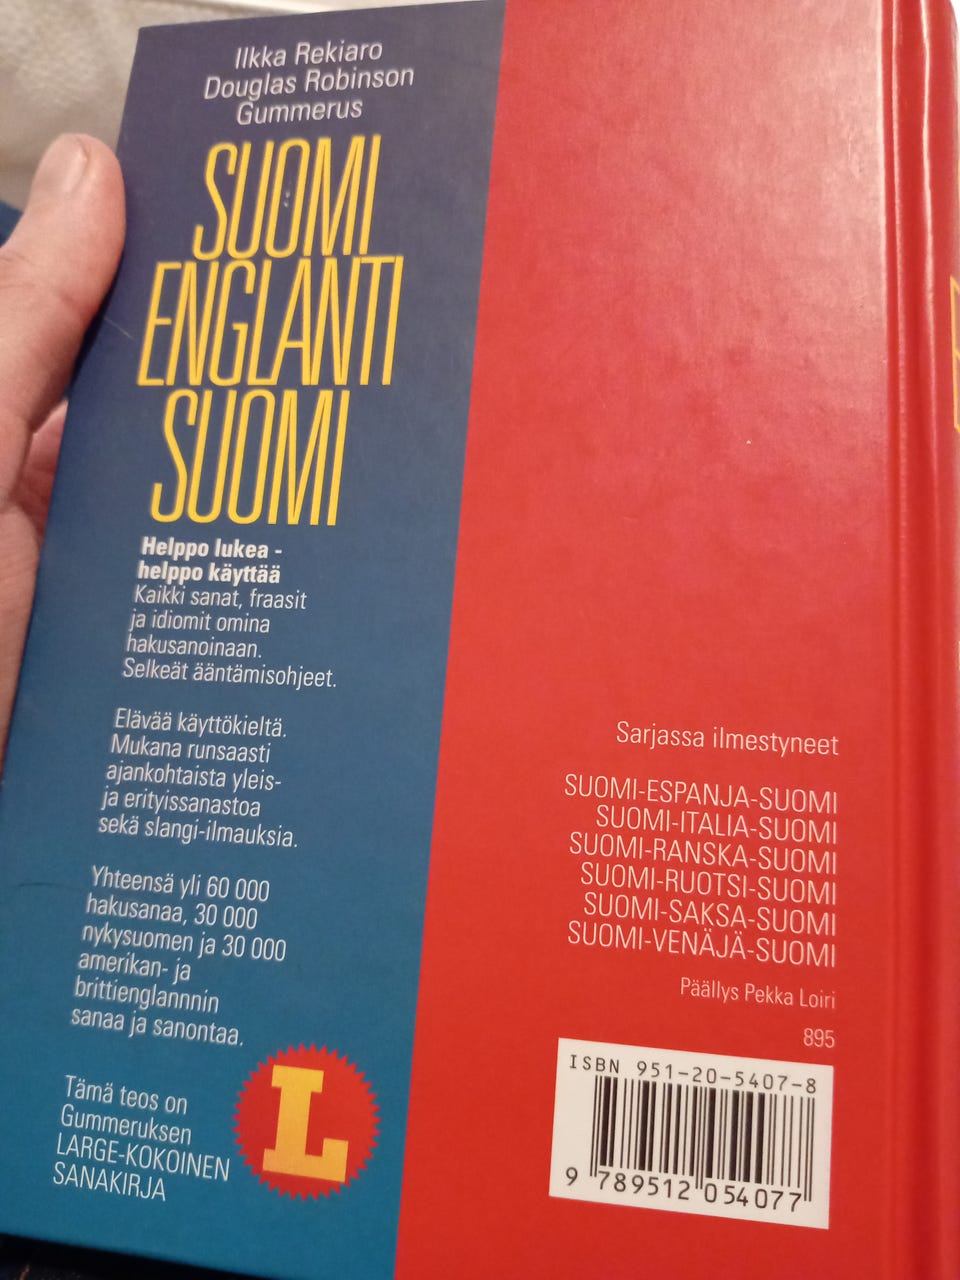 Ilkka Rekiaro
Douglas Robinson
Gummerus
SUOMI
ENGLANTI
SUOMI
Helppo lukea -
helppo käyttää
Kaikki sanat, fraasit
ja idiomit omina
hakusanoinaan.
Selkeät ääntämisohjeet.
Elävää käyttökieltä.
Mukana runsaasti
ajankohtaista yleis-
ja erityissanastoa
sekä slangi-ilmauksia.
Yhteensä yli 60 000
hakusanaa, 30 000
nykysuomen ja 30 000
amerikan- ja
brittienglannnin
sanaa ja sanontaa.
Tämä teos on
Gummeruksen
LARGE-KOKOINEN
SANAKIRJA
L
Sarjassa ilmestyneet
SUOMI-ESPANJA-SUOMI
SUOMI-ITALIA-SUOMI
SUOMI-RANSKA-SUOMI
SUOMI-RUOTSI-SUOMI
SUOMI-SAKSA-SUOMI
SUOMI-VENÄJÄ-SUOMI
Päällys Pekka Loiri
895
ISBN 951-20-5407-8
9 789512 054077